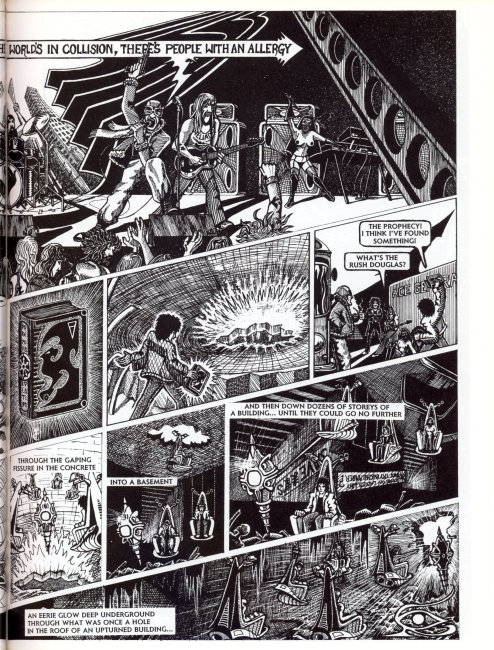 WORLD'S IN COLLISION, THERE'S PEOPLE WITH AN ALLERGY
THE PROPHECY!
I THINK I'VE FOUND
SOMETHING!
WHAT'S THE
RUSH DOUGLAS?
AND THEN DOWN DOZENS OF STOREYS OF
A BUILDING... UNTIL THEY COULD GO NO FURTHER
THROUGH THE GAPING
FISSURE IN THE CONCRETE
INTO A BASEMENT
AN EERIE GLOW DEEP UNDERGROUND
THROUGH WHAT WAS ONCE A HOLE
IN THE ROOF OF AN UPTURNED BUILDING...